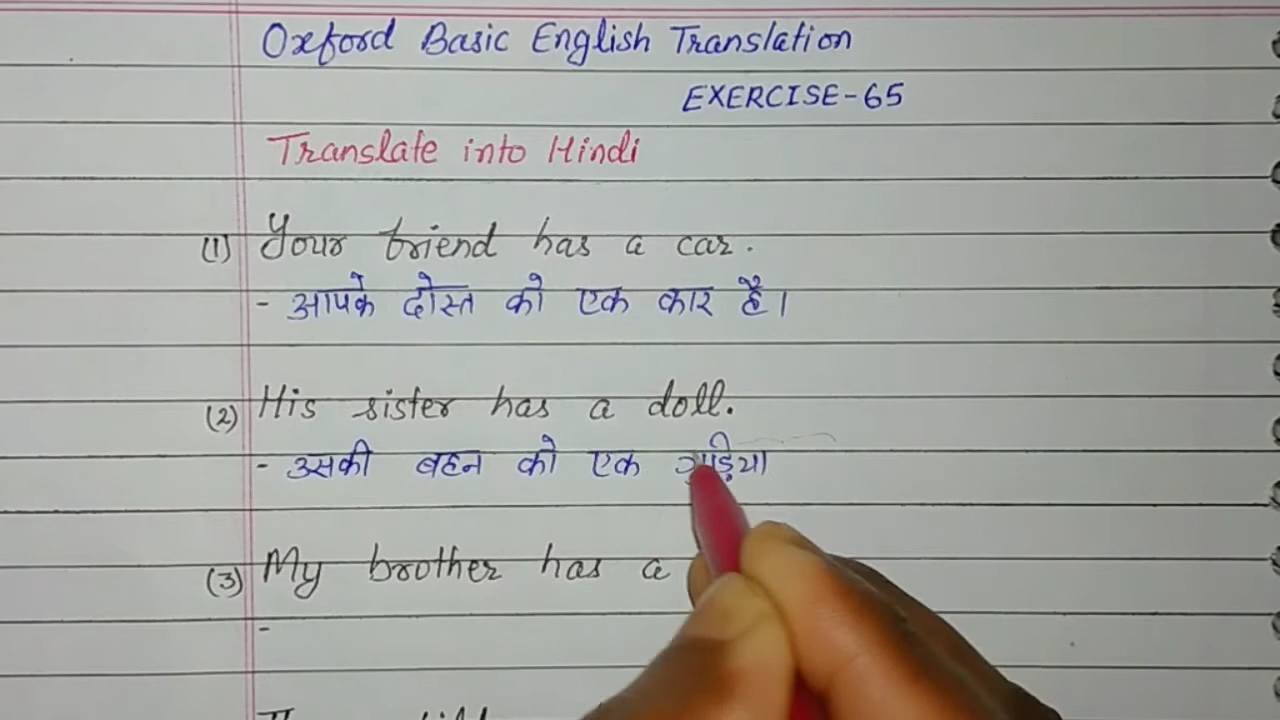 Oxford Basic English Translation
EXERCISE-65
Translate into Hindi
(1) Your friend has a car.
- आपके दोस्त को एक कार है।
(2) His sister has a doll.
- उसकी बहन को एक गुड़िया
(3) My brother has a
-